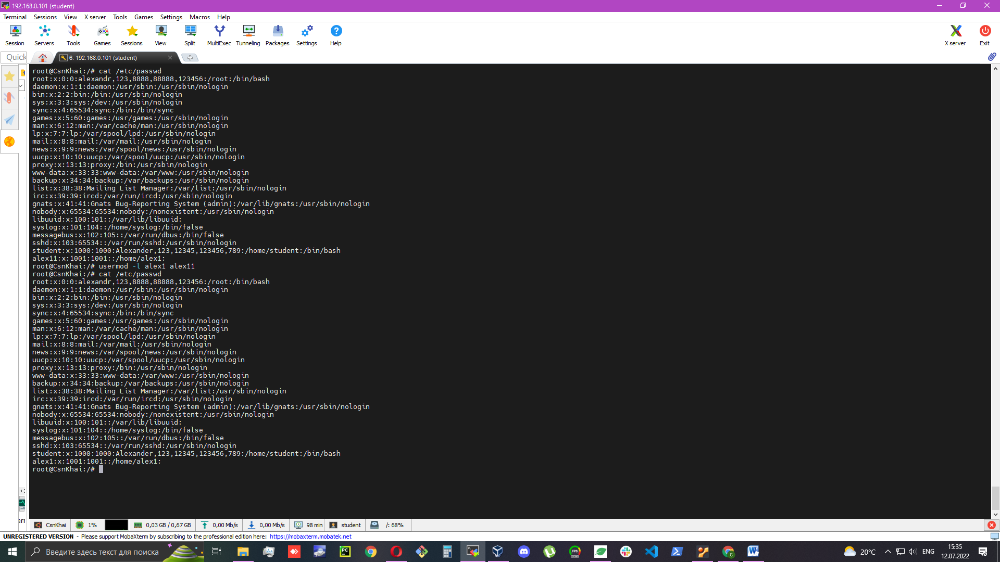 192.168.0.101 (student)
Terminal Sessions View X server Tools Games Settings Macros Help
Session Servers Tools Games Sessions View Split MultiExec Tunneling Packages Settings Help X server Exit
Quick 6. 192.168.0.101 (student)
root@CsnKhai:/# cat /etc/passwd
root:x:0:0:alexandr,123,8888,88888,123456:/root:/bin/bash
daemon:x:1:1:daemon:/usr/sbin:/usr/sbin/nologin
bin:x:2:2:bin:/bin:/usr/sbin/nologin
sys:x:3:3:sys:/dev:/usr/sbin/nologin
sync:x:4:65534:sync:/bin:/bin/sync
games:x:5:60:games:/usr/games:/usr/sbin/nologin
man:x:6:12:man:/var/cache/man:/usr/sbin/nologin
lp:x:7:7:lp:/var/spool/lpd:/usr/sbin/nologin
mail:x:8:8:mail:/var/mail:/usr/sbin/nologin
news:x:9:9:news:/var/spool/news:/usr/sbin/nologin
uucp:x:10:10:uucp:/var/spool/uucp:/usr/sbin/nologin
proxy:x:13:13:proxy:/bin:/usr/sbin/nologin
www-data:x:33:33:www-data:/var/www:/usr/sbin/nologin
backup:x:34:34:backup:/var/backups:/usr/sbin/nologin
list:x:38:38:Mailing List Manager:/var/list:/usr/sbin/nologin
irc:x:39:39:ircd:/var/run/ircd:/usr/sbin/nologin
gnats:x:41:41:Gnats Bug-Reporting System (admin):/var/lib/gnats:/usr/sbin/nologin
nobody:x:65534:65534:nobody:/nonexistent:/usr/sbin/nologin
libuuid:x:100:101::/var/lib/libuuid:
syslog:x:101:104::/home/syslog:/bin/false
messagebus:x:102:105::/var/run/dbus:/bin/false
sshd:x:103:65534::/var/run/sshd:/usr/sbin/nologin
student:x:1000:1000:Alexander,123,12345,123456,789:/home/student:/bin/bash
alex11:x:1001:1001::/home/alex1:
root@CsnKhai:/# usermod -l alex1 alex11
root@CsnKhai:/# cat /etc/passwd
root:x:0:0:alexandr,123,8888,88888,123456:/root:/bin/bash
daemon:x:1:1:daemon:/usr/sbin:/usr/sbin/nologin
bin:x:2:2:bin:/bin:/usr/sbin/nologin
sys:x:3:3:sys:/dev:/usr/sbin/nologin
sync:x:4:65534:sync:/bin:/bin/sync
games:x:5:60:games:/usr/games:/usr/sbin/nologin
man:x:6:12:man:/var/cache/man:/usr/sbin/nologin
lp:x:7:7:lp:/var/spool/lpd:/usr/sbin/nologin
mail:x:8:8:mail:/var/mail:/usr/sbin/nologin
news:x:9:9:news:/var/spool/news:/usr/sbin/nologin
uucp:x:10:10:uucp:/var/spool/uucp:/usr/sbin/nologin
proxy:x:13:13:proxy:/bin:/usr/sbin/nologin
www-data:x:33:33:www-data:/var/www:/usr/sbin/nologin
backup:x:34:34:backup:/var/backups:/usr/sbin/nologin
list:x:38:38:Mailing List Manager:/var/list:/usr/sbin/nologin
irc:x:39:39:ircd:/var/run/ircd:/usr/sbin/nologin
gnats:x:41:41:Gnats Bug-Reporting System (admin):/var/lib/gnats:/usr/sbin/nologin
nobody:x:65534:65534:nobody:/nonexistent:/usr/sbin/nologin
libuuid:x:100:101::/var/lib/libuuid:
syslog:x:101:104::/home/syslog:/bin/false
messagebus:x:102:105::/var/run/dbus:/bin/false
sshd:x:103:65534::/var/run/sshd:/usr/sbin/nologin
student:x:1000:1000:Alexander,123,12345,123456,789:/home/student:/bin/bash
alex1:x:1001:1001::/home/alex1:
root@CsnKhai:/#
CsnKhai 1% 0,03 GB / 0,67 GB 0,00 Mb/s 0,00 Mb/s 98 min student /: 68%
UNREGISTERED VERSION - Please support MobaXterm by subscribing to the professional edition here: https://mobaxterm.mobatek.net
Введите здесь текст для поиска 20°C ENG 15:35
12.07.2022